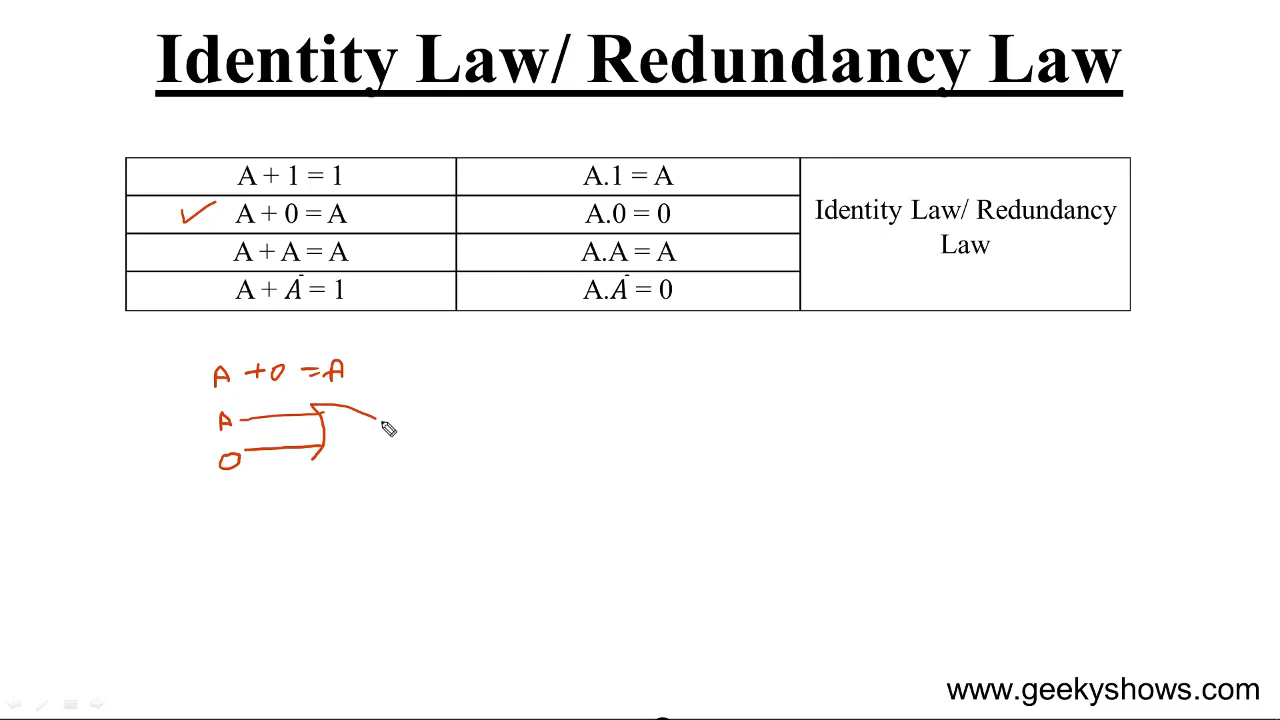 Identity Law/ Redundancy Law
A + 1 = 1 A.1 = A
A + 0 = A A.0 = 0
A + A = A A.A = A
A + Ā = 1 A.Ā = 0
Identity Law/ Redundancy
Law
A + 0 = A
A
0
www.geekyshows.com